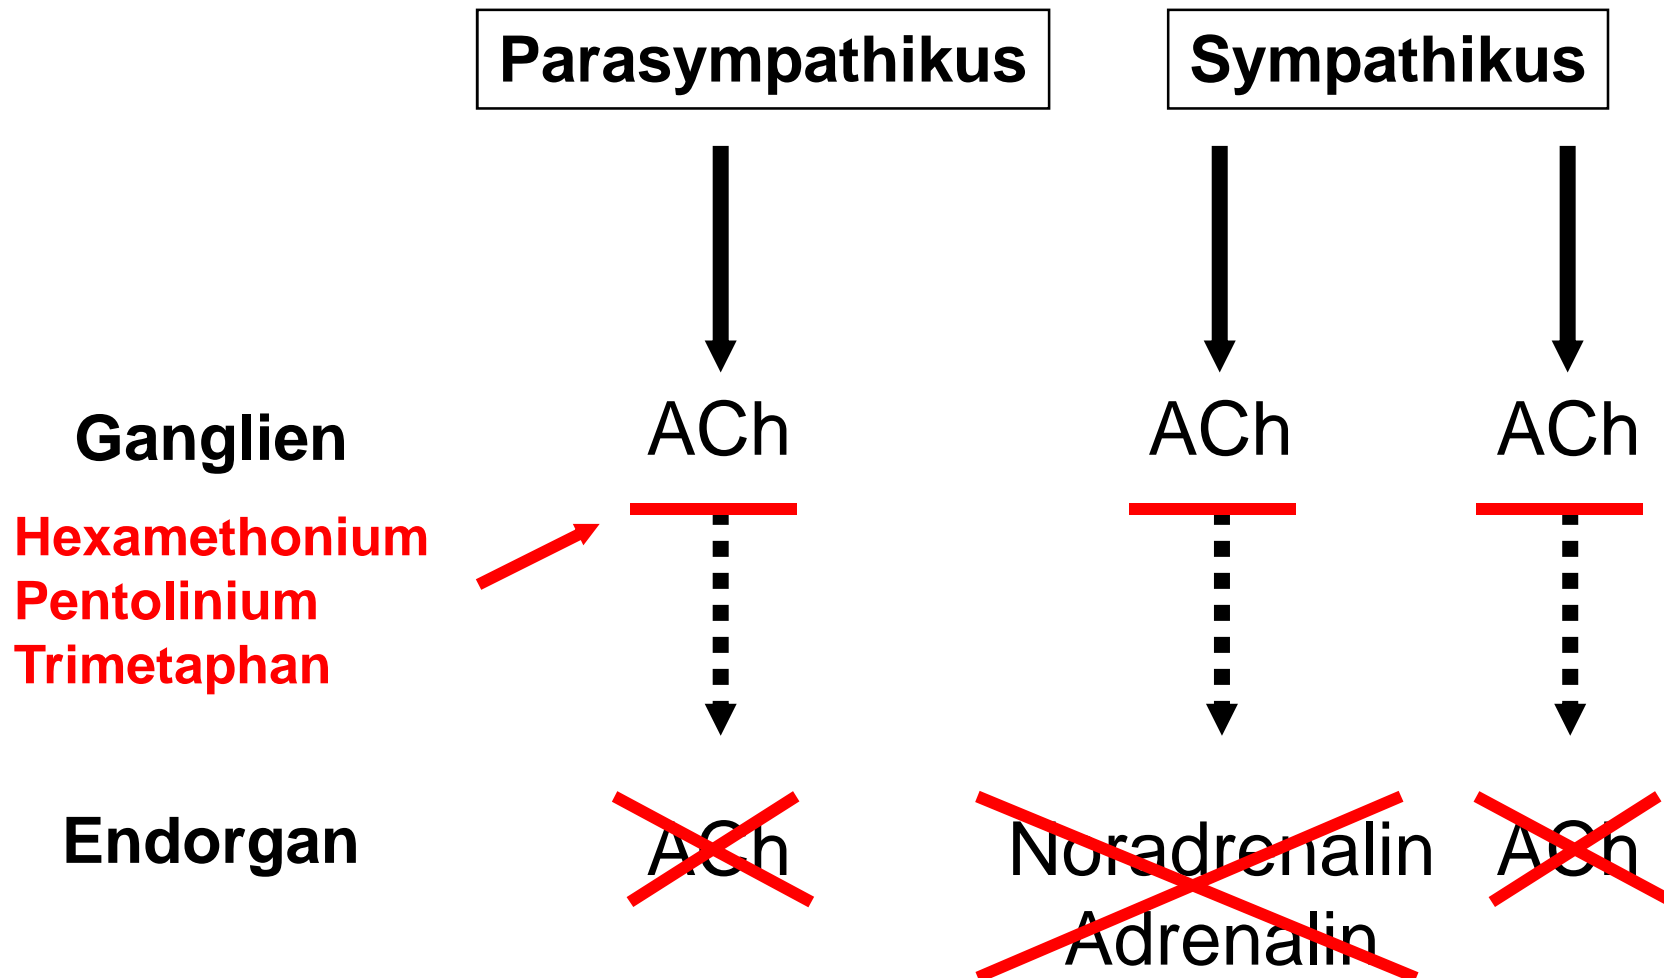 Parasympathikus Sympathikus
Ganglien ACh ACh ACh
Hexamethonium
Pentolinium
Trimetaphan
Endorgan ACh Noradrenalin ACh
Adrenalin